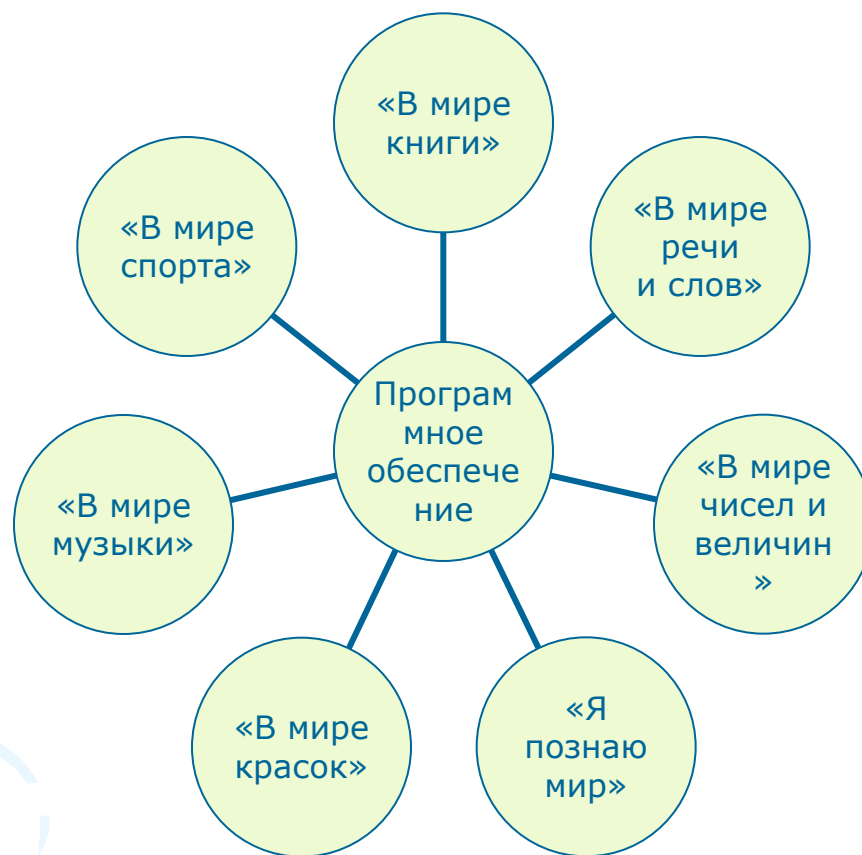 «В мире
книги»
«В мире
речи
и слов»
«В мире
чисел и
величин
»
«Я
познаю
мир»
«В мире
красок»
«В мире
музыки»
«В мире
спорта»
Програм
мное
обеспече
ние